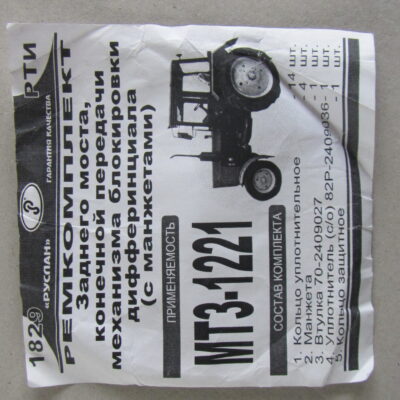 1829
«РУСЛАН»
ГАРАНТИЯ КАЧЕСТВА
РТИ
РЕМКОМПЛЕКТ
Заднего моста,
конечной передачи
механизма блокировки
дифференциала
(с манжетами)
ПРИМЕНЯЕМОСТЬ
МТЗ-1221
СОСТАВ КОМПЛЕКТА
1. Кольцо уплотнительное - 14 шт.
2. Манжета - 4 шт.
3. Втулка 70-2409027 - 1 шт.
4. Уплотнитель (с/о) 82Р-2409036- 1 шт.
5. Кольцо защитное - 1 шт.